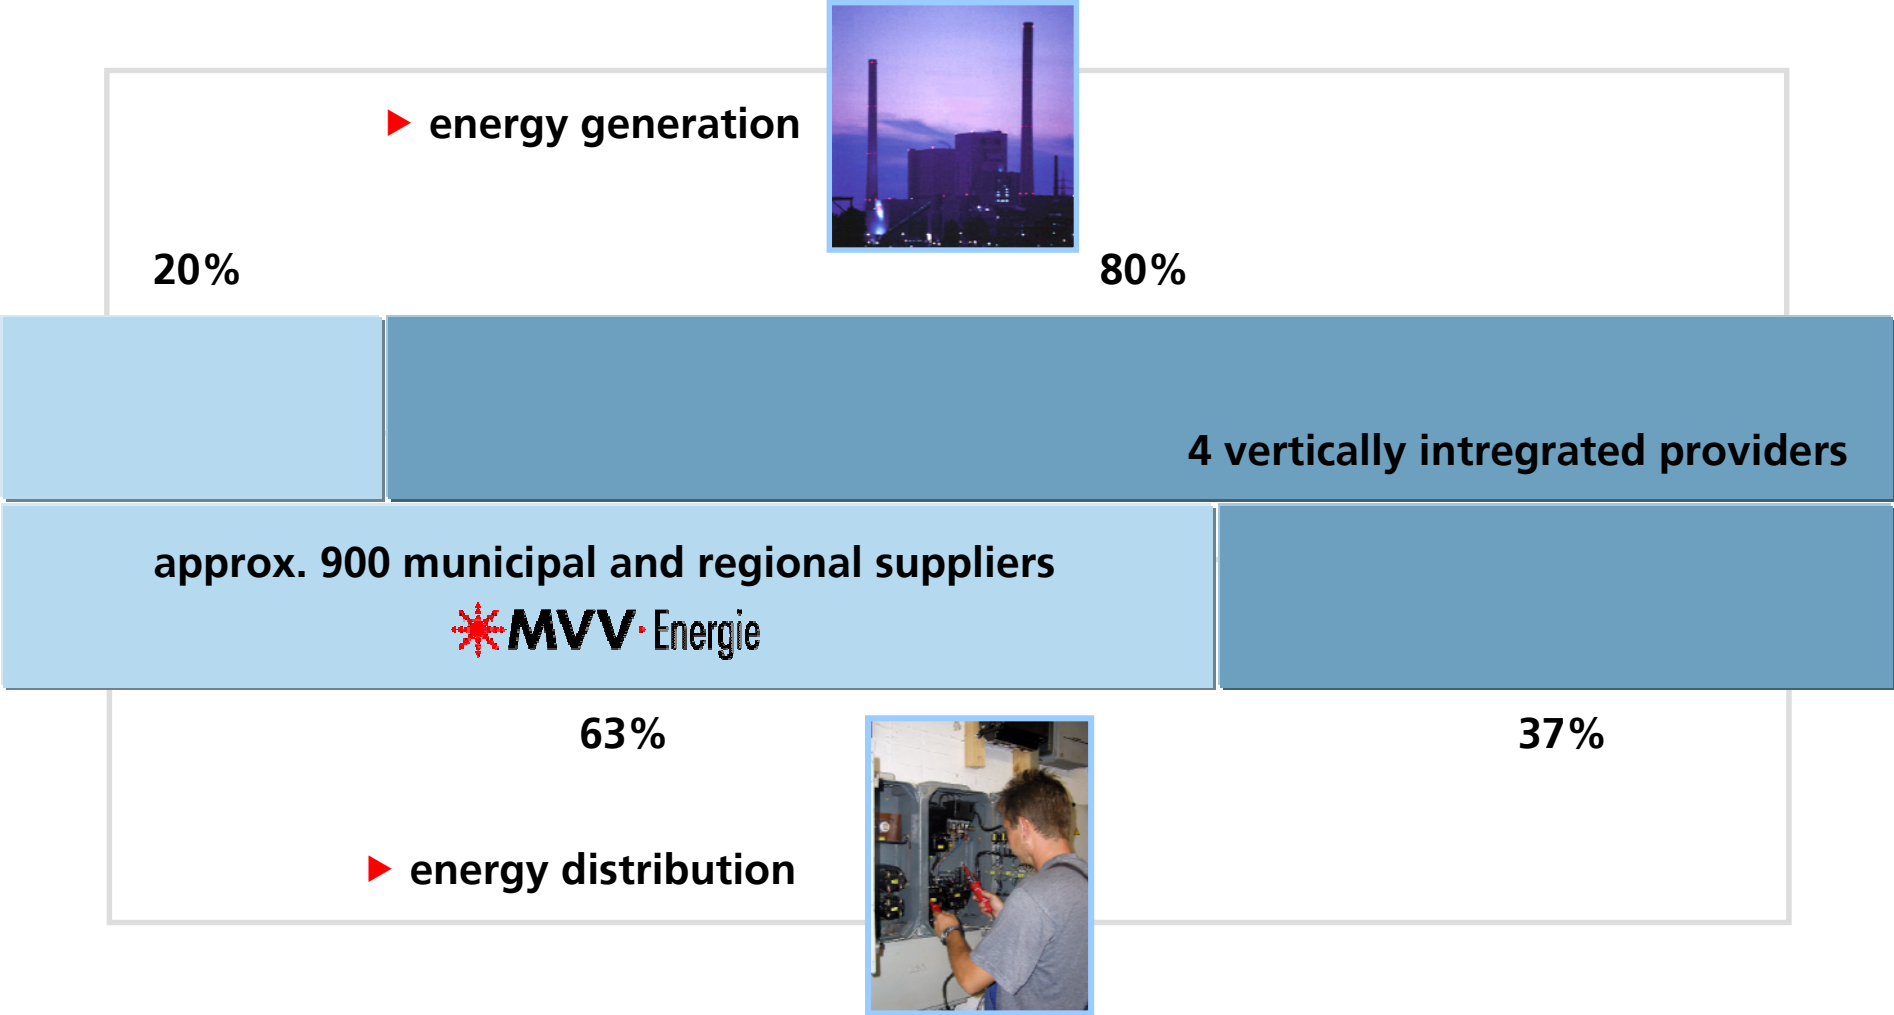 energy generation
20%
80%
4 vertically intregrated providers
approx. 900 municipal and regional suppliers
MVV Energie
63%
37%
energy distribution